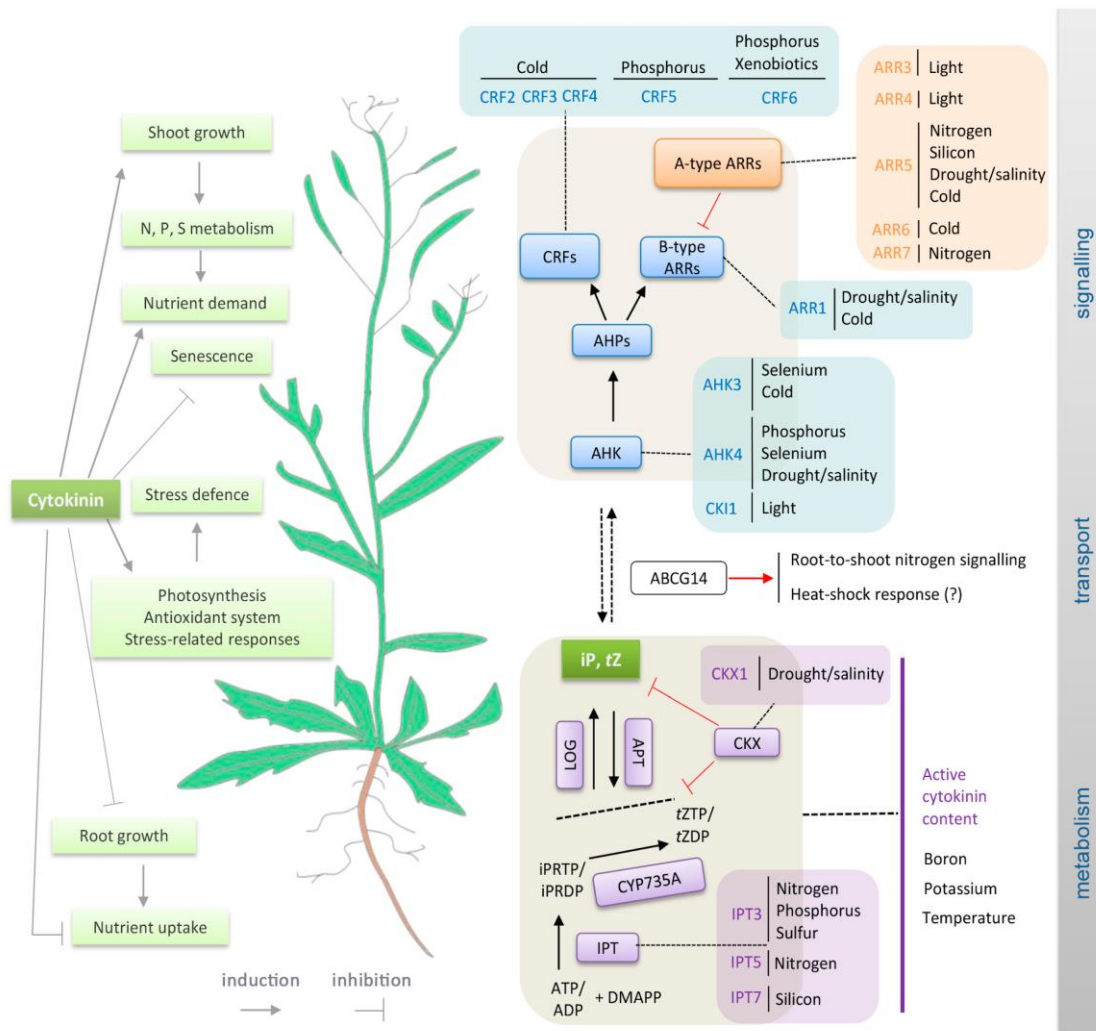 Shoot growth
N, P, S metabolism
Nutrient demand
Senescence
Cytokinin
Stress defence
Photosynthesis
Antioxidant system
Stress-related responses
Root growth
Nutrient uptake
induction
inhibition
Cold
CRF2 CRF3 CRF4
Phosphorus
CRF5
Phosphorus
Xenobiotics
CRF6
A-type ARRs
CRFs
B-type
ARRs
AHPs
AHK
ARR3
Light
ARR4
Light
ARR5
Nitrogen
Silicon
Drought/salinity
Cold
ARR6
Cold
ARR7
Nitrogen
ARR1
Drought/salinity
Cold
AHK3
Selenium
Cold
AHK4
Phosphorus
Selenium
Drought/salinity
CKI1
Light
ABCG14
Root-to-shoot nitrogen signalling
Heat-shock response (?)
iP, tZ
CKX1
Drought/salinity
LOG
APT
CKX
tZTP/
tZDP
iPRTP/
iPRDP
CYP735A
IPT
ATP/
ADP
+ DMAPP
IPT3
Nitrogen
Phosphorus
Sulfur
IPT5
Nitrogen
IPT7
Silicon
Active
cytokinin
content
Boron
Potassium
Temperature
signalling
transport
metabolism